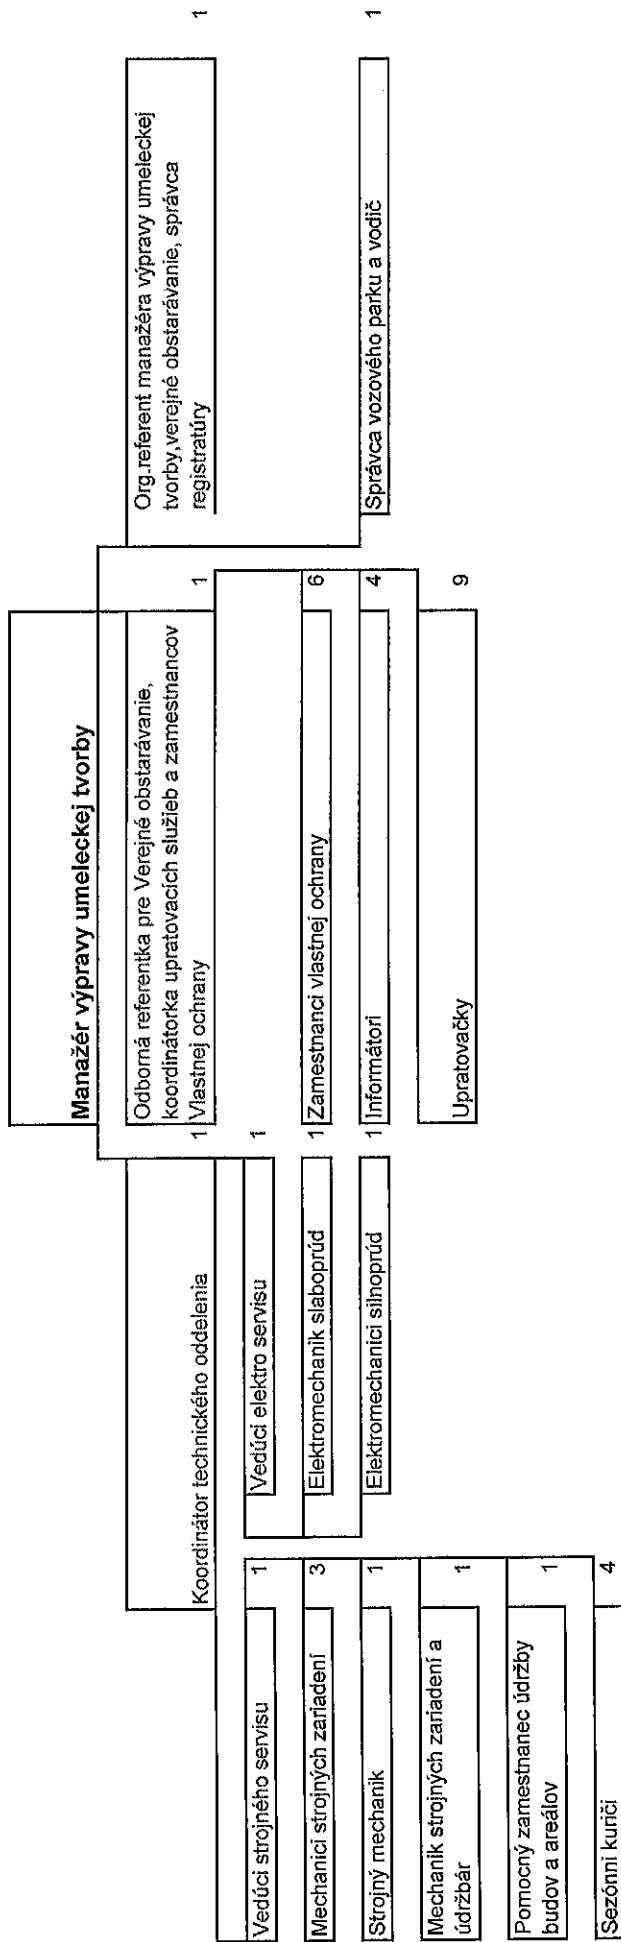 Manažér výpravy umeleckej tvorby
Koordinátor technického oddelenia 1
Odborná referentka pre Verejné obstarávanie,
koordinátorka upratovacích služieb a zamestnancov
Vlastnej ochrany 1
Org.referent manažéra výpravy umeleckej
tvorby,verejné obstarávanie, správca
registratúry 1
Vedúci strojného servisu 1
Vedúci elektro servisu 1
Mechanici strojných zariadení 3
Elektromechanik slaboprúd 1
Zamestnanci vlastnej ochrany 6
Strojný mechanik 1
Elektromechanici silnoprúd 1
Informátori 4
Správca vozového parku a vodič 1
Mechanik strojných zariadení a
údržbár 1
Upratovačky 9
Pomocný zamestnanec údržby
budov a areálov 1
Sezónni kuriči 4